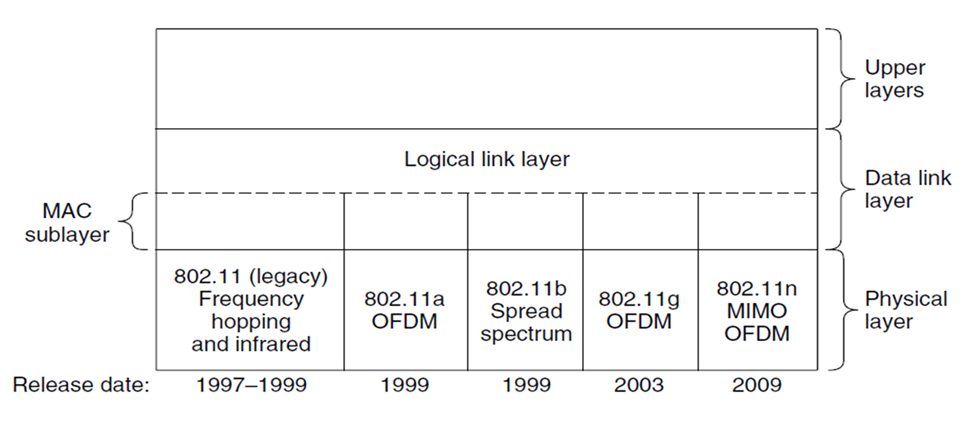 Upper
layers
Logical link layer
Data link
layer
MAC
sublayer
802.11 (legacy)
Frequency
hopping
and infrared
802.11a
OFDM
802.11b
Spread
spectrum
802.11g
OFDM
802.11n
MIMO
OFDM
Physical
layer
Release date: 1997–1999 1999 1999 2003 2009